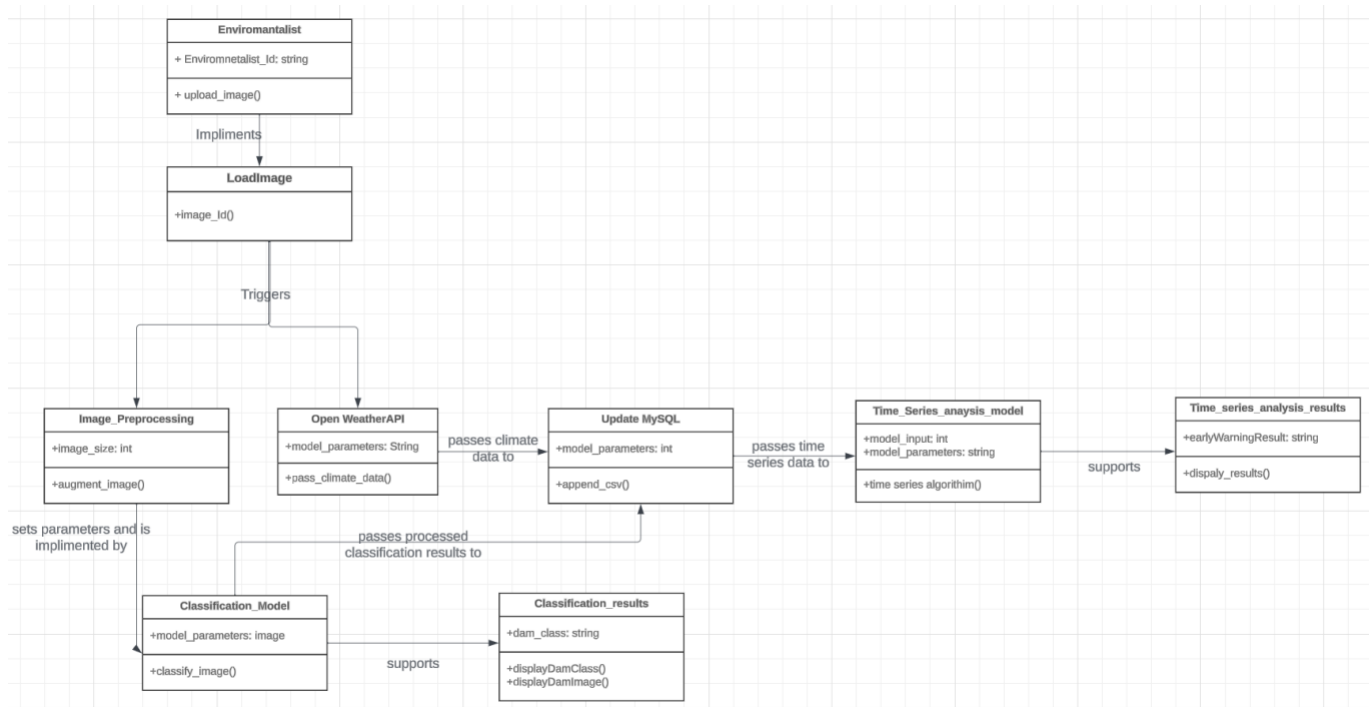 Enviromantalist
+ Enviromnetalist_Id: string
+ upload_image()
Impliments
LoadImage
+image_Id()
Triggers
Image_Preprocessing
+image_size: int
+augment_image()
Open WeatherAPI
+model_parameters: String
+pass_climate_data()
passes climate
data to
Update MySQL
+model_parameters: int
+append_csv()
passes time
series data to
Time_Series_anaysis_model
+model_input: int
+model_parameters: string
+time series algorithim()
supports
Time_series_analysis_results
+earlyWarningResult: string
+dispaly_results()
sets parameters and is
implimented by
passes processed
classification results to
Classification_Model
+model_parameters: image
+classify_image()
supports
Classification_results
+dam_class: string
+displayDamClass()
+displayDamImage()